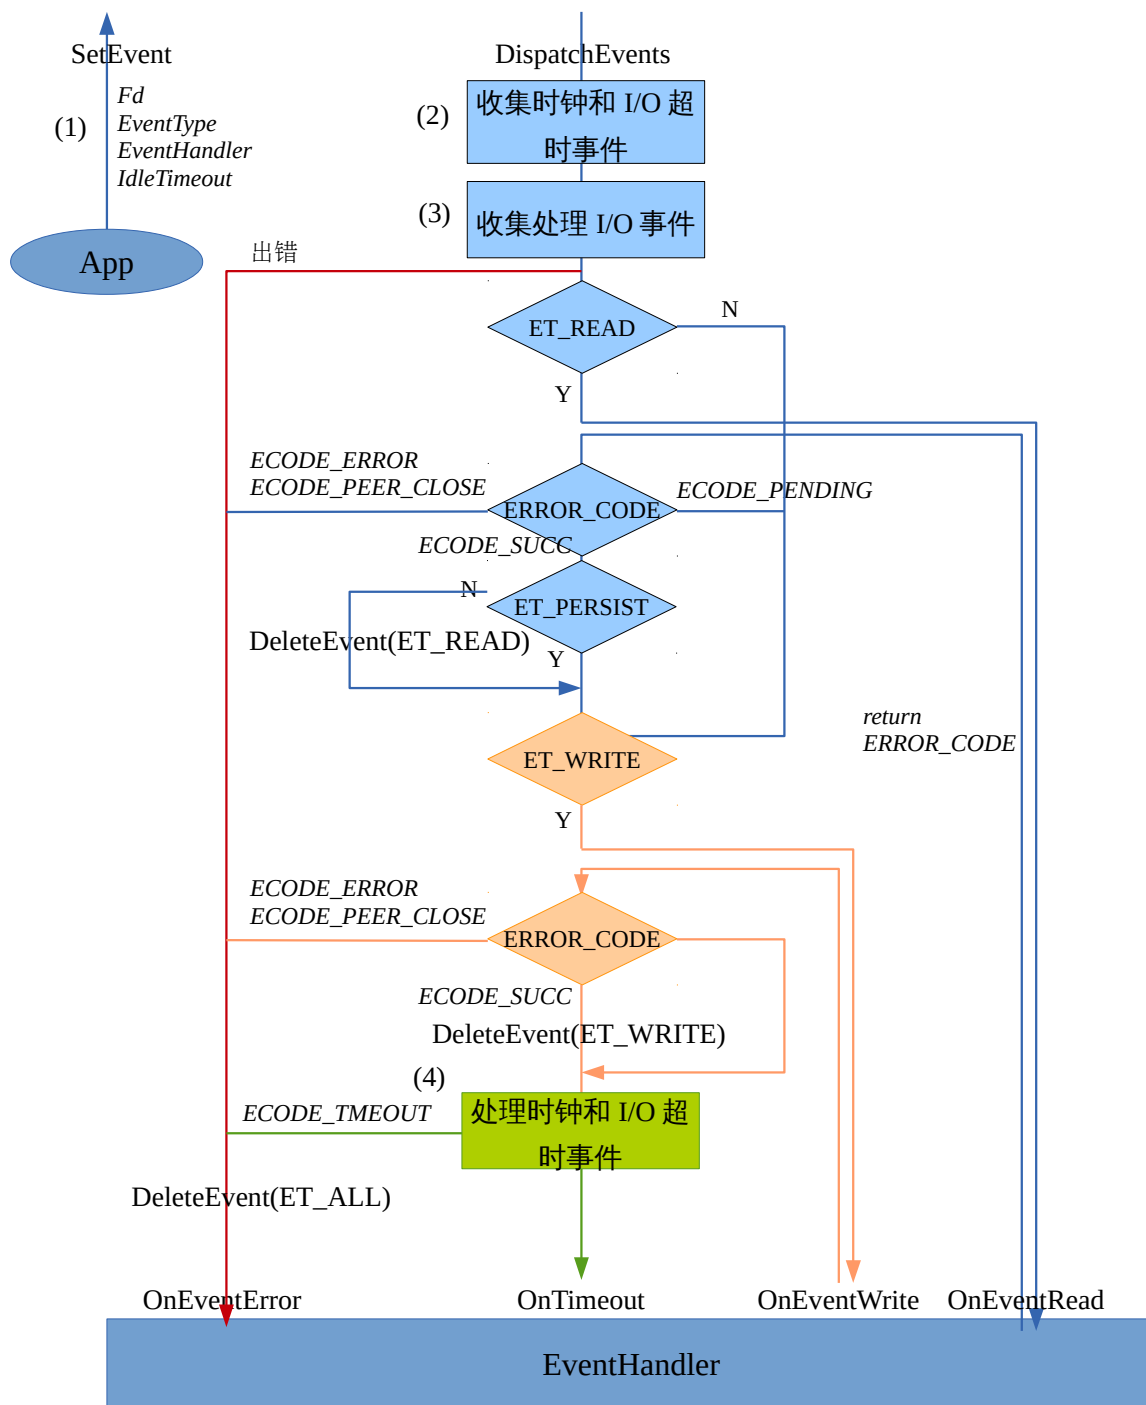 SetEvent
DispatchEvents
(1)
Fd
EventType
EventHandler
IdleTimeout
(2)
收集时钟和 I/O 超
时事件
(3)
收集处理 I/O 事件
App
出错
ET_READ
N
Y
ECODE_ERROR
ECODE_PEER_CLOSE
ERROR_CODE
ECODE_PENDING
ECODE_SUCC
N
ET_PERSIST
DeleteEvent(ET_READ)
Y
return
ERROR_CODE
ET_WRITE
Y
ECODE_ERROR
ECODE_PEER_CLOSE
ERROR_CODE
ECODE_SUCC
DeleteEvent(ET_WRITE)
(4)
ECODE_TMEOUT
处理时钟和 I/O 超
时事件
DeleteEvent(ET_ALL)
OnEventError
OnTimeout
OnEventWrite
OnEventRead
EventHandler